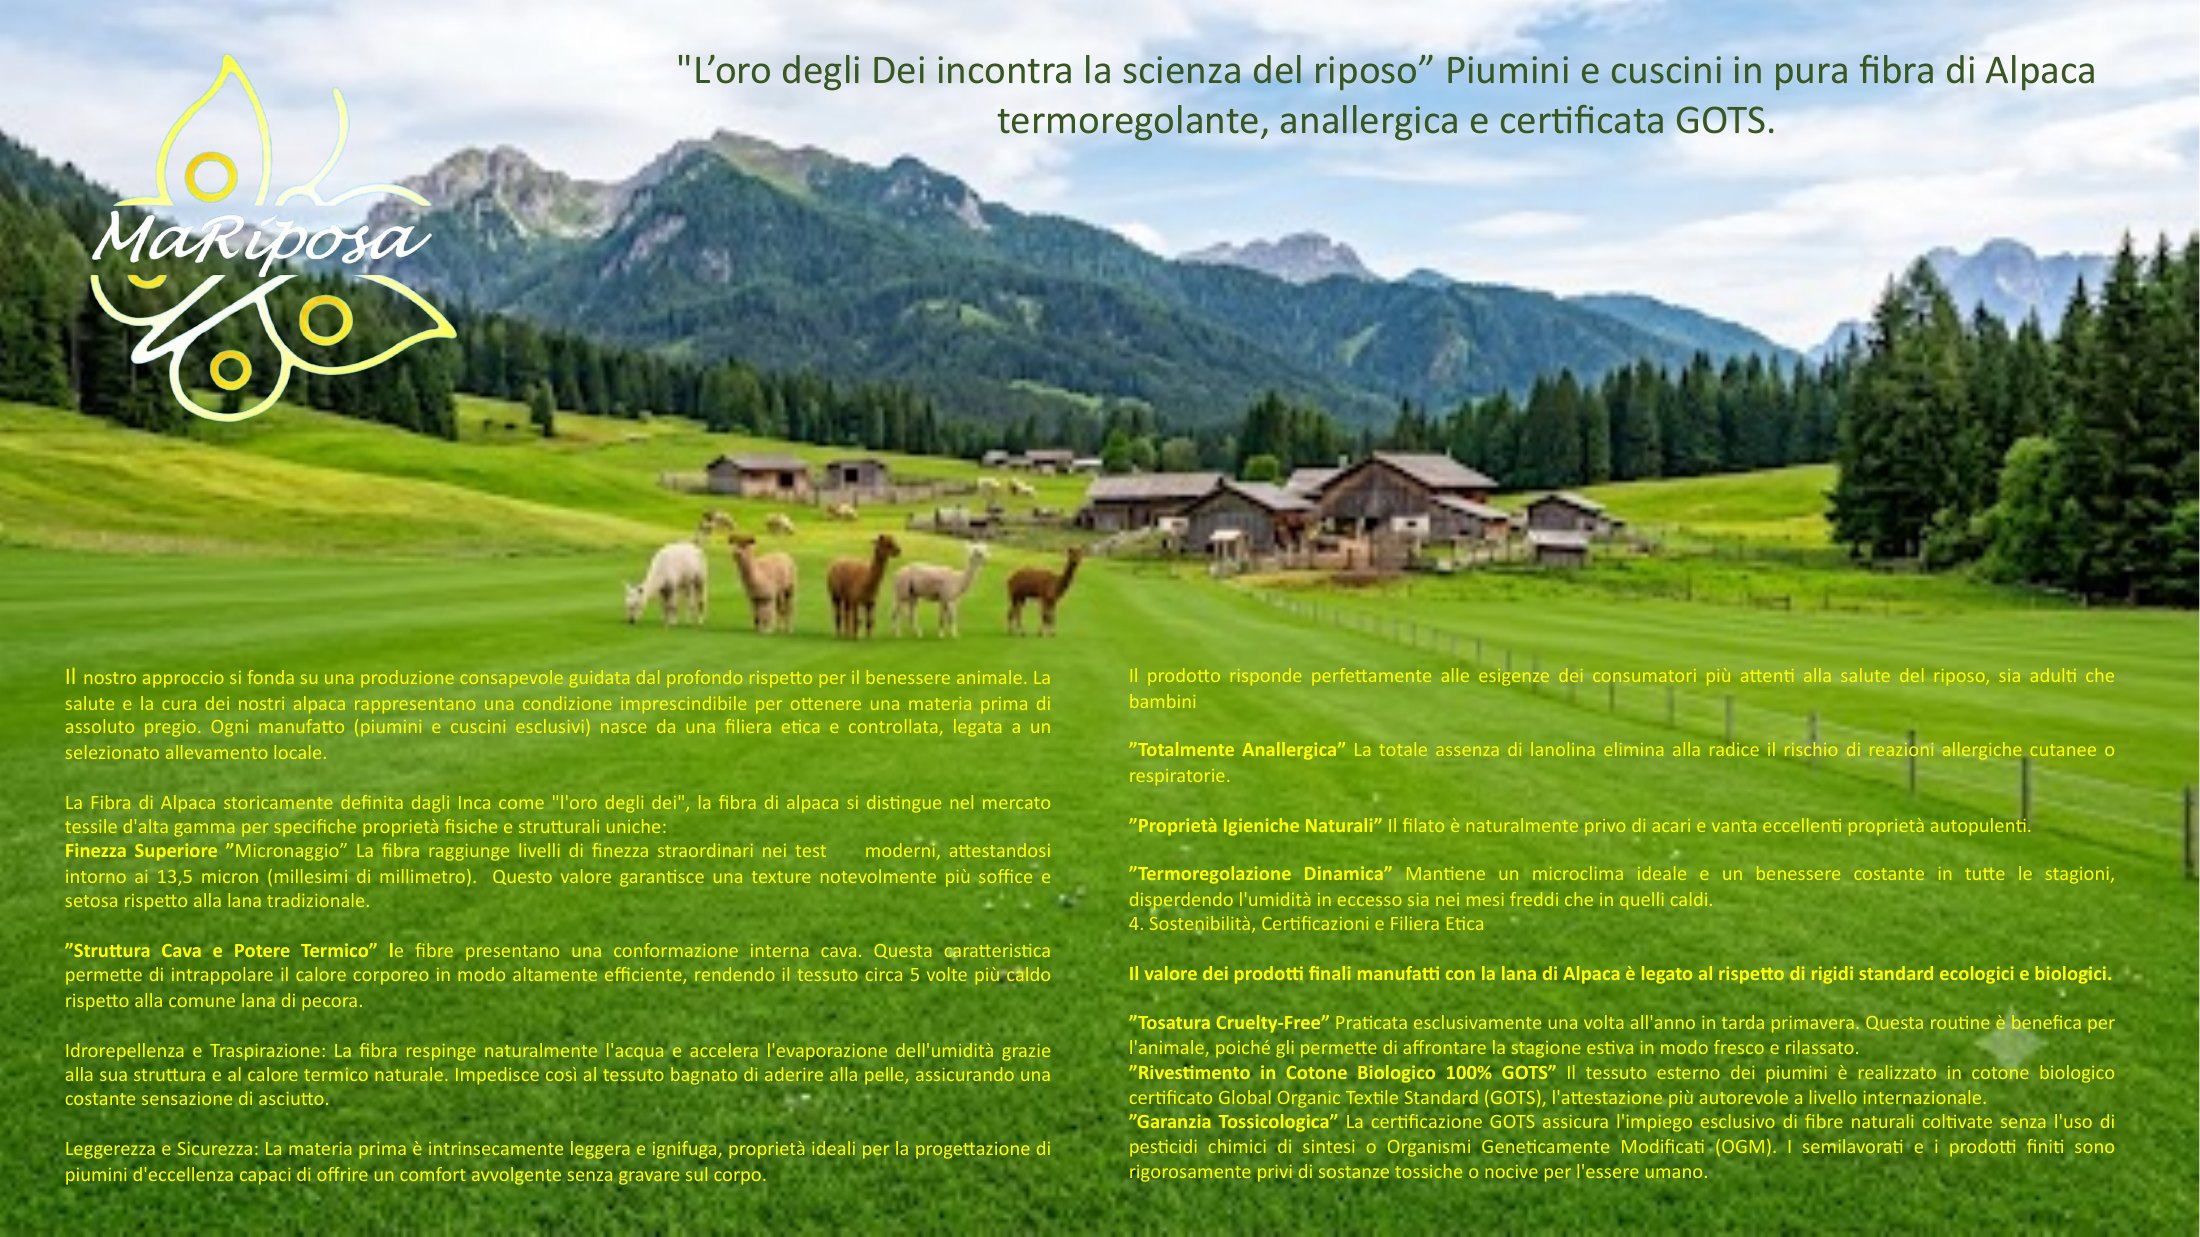 "L’oro degli Dei incontra la scienza del riposo” Piumini e cuscini in pura fibra di Alpaca
termoregolante, anallergica e certificata GOTS.
MaRiposa
Il nostro approccio si fonda su una produzione consapevole guidata dal profondo rispetto per il benessere animale. La
salute e la cura dei nostri alpaca rappresentano una condizione imprescindibile per ottenere una materia prima di
assoluto pregio. Ogni manufatto (piumini e cuscini esclusivi) nasce da una filiera etica e controllata, legata a un
selezionato allevamento locale.
La Fibra di Alpaca storicamente definita dagli Inca come "l'oro degli dei", la fibra di alpaca si distingue nel mercato
tessile d'alta gamma per specifiche proprietà fisiche e strutturali uniche:
Finezza Superiore ”Micronaggio” La fibra raggiunge livelli di finezza straordinari nei test moderni, attestandosi
intorno ai 13,5 micron (millesimi di millimetro). Questo valore garantisce una texture notevolmente più soffice e
setosa rispetto alla lana tradizionale.
”Struttura Cava e Potere Termico” le fibre presentano una conformazione interna cava. Questa caratteristica
permette di intrappolare il calore corporeo in modo altamente efficiente, rendendo il tessuto circa 5 volte più caldo
rispetto alla comune lana di pecora.
Idrorepellenza e Traspirazione: La fibra respinge naturalmente l'acqua e accelera l'evaporazione dell'umidità grazie
alla sua struttura e al calore termico naturale. Impedisce così al tessuto bagnato di aderire alla pelle, assicurando una
costante sensazione di asciutto.
Leggerezza e Sicurezza: La materia prima è intrinsecamente leggera e ignifuga, proprietà ideali per la progettazione di
piumini d'eccellenza capaci di offrire un comfort avvolgente senza gravare sul corpo.
Il prodotto risponde perfettamente alle esigenze dei consumatori più attenti alla salute del riposo, sia adulti che
bambini
”Totalmente Anallergica” La totale assenza di lanolina elimina alla radice il rischio di reazioni allergiche cutanee o
respiratorie.
”Proprietà Igieniche Naturali” Il filato è naturalmente privo di acari e vanta eccellenti proprietà autopulenti.
”Termoregolazione Dinamica” Mantiene un microclima ideale e un benessere costante in tutte le stagioni,
disperdendo l'umidità in eccesso sia nei mesi freddi che in quelli caldi.
4. Sostenibilità, Certificazioni e Filiera Etica
Il valore dei prodotti finali manufatti con la lana di Alpaca è legato al rispetto di rigidi standard ecologici e biologici.
”Tosatura Cruelty-Free” Praticata esclusivamente una volta all'anno in tarda primavera. Questa routine è benefica per
l'animale, poiché gli permette di affrontare la stagione estiva in modo fresco e rilassato.
”Rivestimento in Cotone Biologico 100% GOTS” Il tessuto esterno dei piumini è realizzato in cotone biologico
certificato Global Organic Textile Standard (GOTS), l'attestazione più autorevole a livello internazionale.
”Garanzia Tossicologica” La certificazione GOTS assicura l'impiego esclusivo di fibre naturali coltivate senza l'uso di
pesticidi chimici di sintesi o Organismi Geneticamente Modificati (OGM). I semilavorati e i prodotti finiti sono
rigorosamente privi di sostanze tossiche o nocive per l'essere umano.